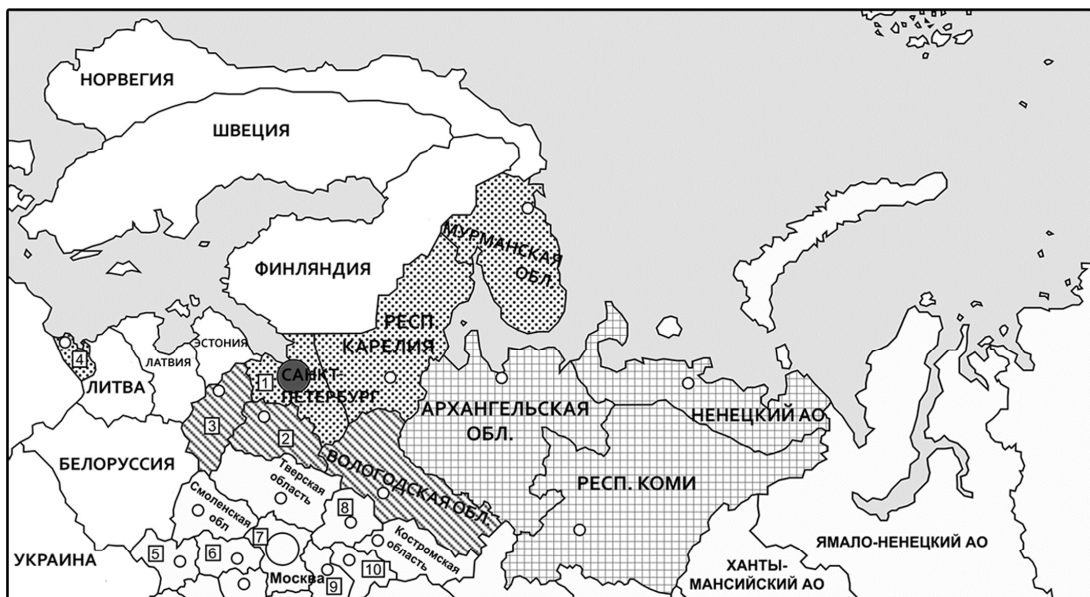 НОРВЕГИЯ
ШВЕЦИЯ
МУРМАНСКАЯ
ОБЛ.
ФИНЛЯНДИЯ
РЕСП.
КАРЕЛИЯ
ЭСТОНИЯ
ЛАТВИЯ
4
ЛИТВА
1
САНКТ-
ПЕТЕРБУРГ
АРХАНГЕЛЬСКАЯ
ОБЛ.
НЕНЕЦКИЙ АО
3
2
БЕЛОРУССИЯ
ВОЛОГОДСКАЯ ОБЛ.
Тверская
область
РЕСП. КОМИ
Смоленская
обл
8
7
Костромская
область
5
6
УКРАИНА
Москва
9
10
ЯМАЛО-НЕНЕЦКИЙ АО
ХАНТЫ-
МАНСИЙСКИЙ АО